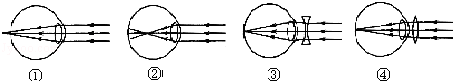 ① ② ③ ④